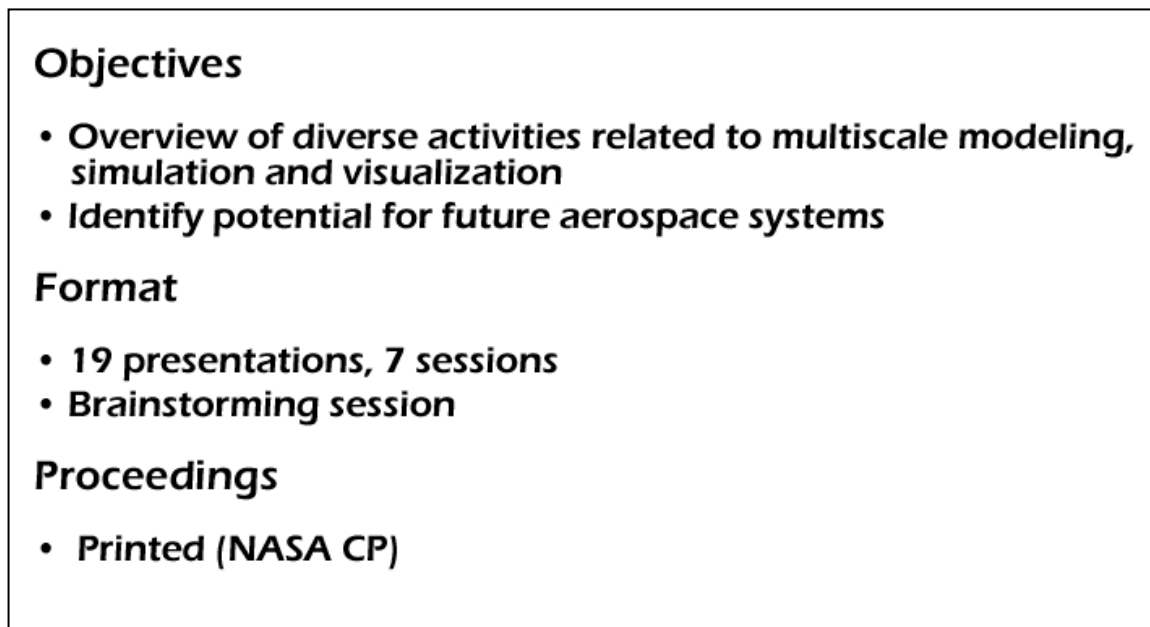 Objectives
• Overview of diverse activities related to multiscale modeling,
simulation and visualization
• Identify potential for future aerospace systems
Format
• 19 presentations, 7 sessions
• Brainstorming session
Proceedings
• Printed (NASA CP)